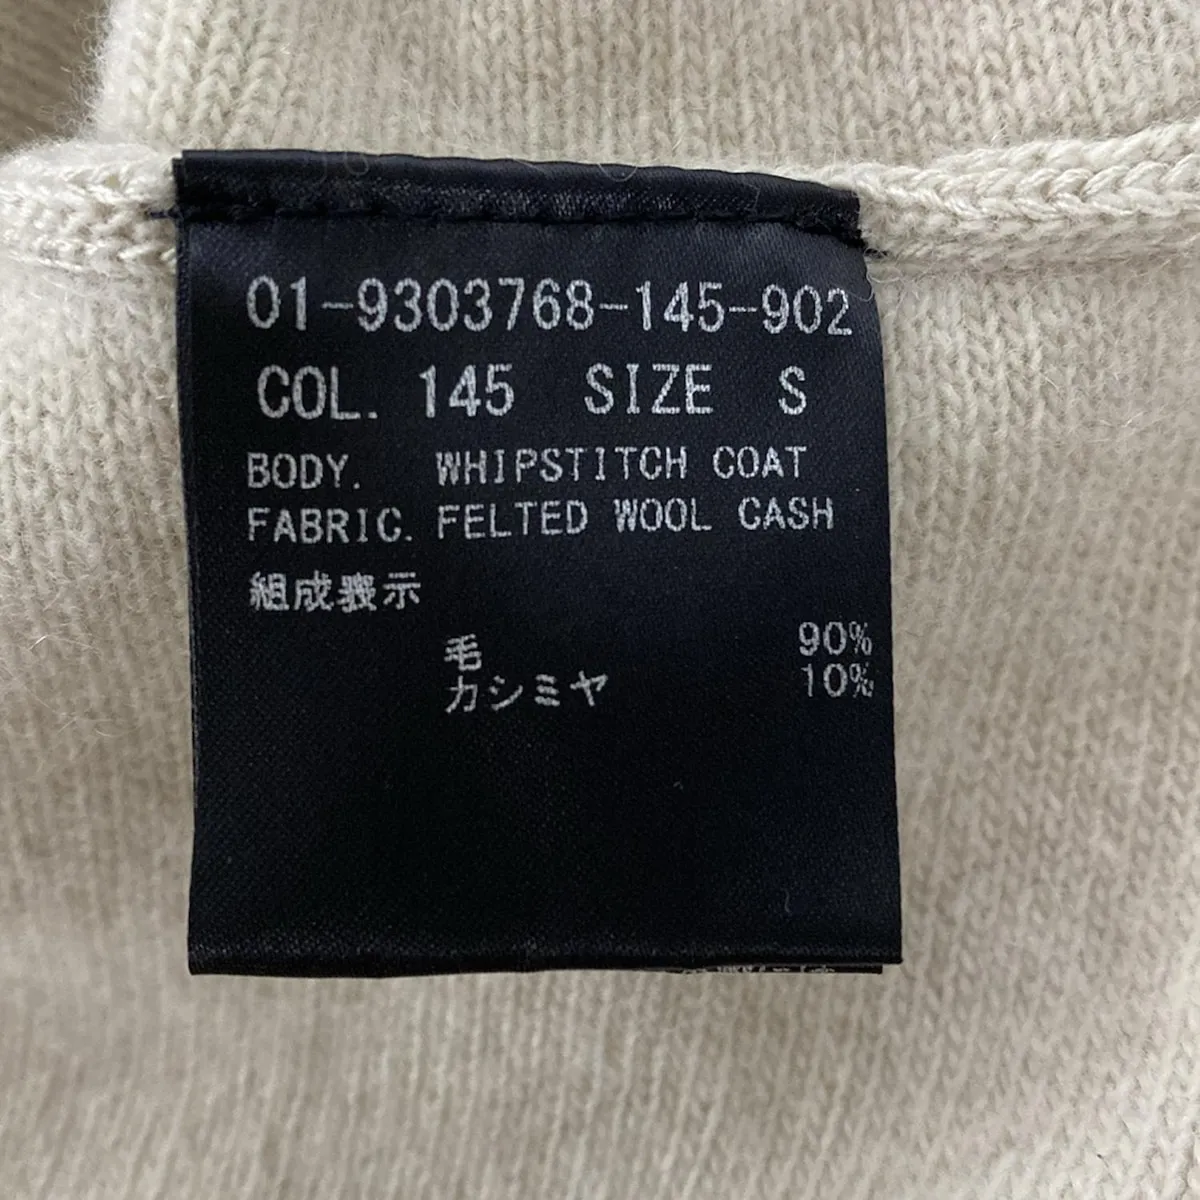 01-9303768-145-902
COL. 145 SIZE S
BODY. WHIPSTITCH COAT
FABRIC. FELTED WOOL CASH
組成表示
毛 90%
カシミヤ 10%